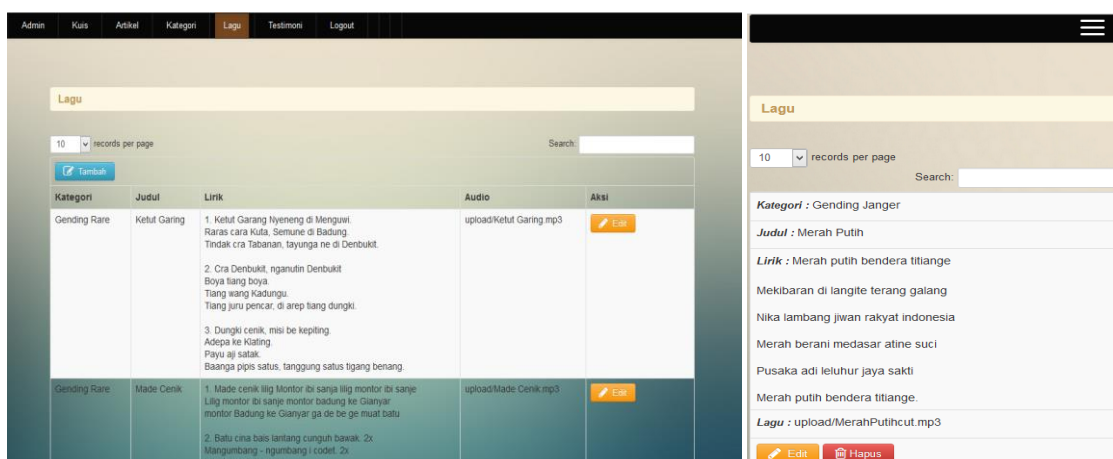 Admin Kuis Artikel Kategori Lagu Testimoni Logout
Lagu
10 records per page Search:
Tambah
Kategori Judul Lirik Audio Aksi
Gending Rare Ketut Garing 1. Ketut Garang Nyeneng di Menguwi. upload/Ketut Garing.mp3 Edit
Raras cara Kuta, Semune di Badung.
Tindak cra Tabanan, tayunga ne di Denbukit.
2. Cra Denbukit, nganutin Denbukit
Boya tiang boya.
Tiang wang Kadungu.
Tiang juru pencar, di arep tiang dungki.
3. Dungki cenik, misi be kepiting.
Adepa ke Klating.
Payu aji satak.
Baanga pipis satus, tanggung satus tigang benang.
Gending Rare Made Cenik 1. Made cenik lilig Montor ibi sanja lilig montor ibi sanje upload/Made Cenik.mp3 Edit
Lilig montor ibi sanje montor badung ke Gianyar
montor Badung ke Gianyar ga de be ge muat batu
2. Batu cina bais lantang cunguh bawak. 2x
Mangumbang - ngumbang i codet. 2x
Lagu
10 records per page
Search:
Kategori : Gending Janger
Judul : Merah Putih
Lirik : Merah putih bendera titiange
Mekibaran di langite terang galang
Nika lambang jiwan rakyat indonesia
Merah berani medasar atine suci
Pusaka adi leluhur jaya sakti
Merah putih bendera titiange.
Lagu : upload/MerahPutihcut.mp3
Edit Hapus